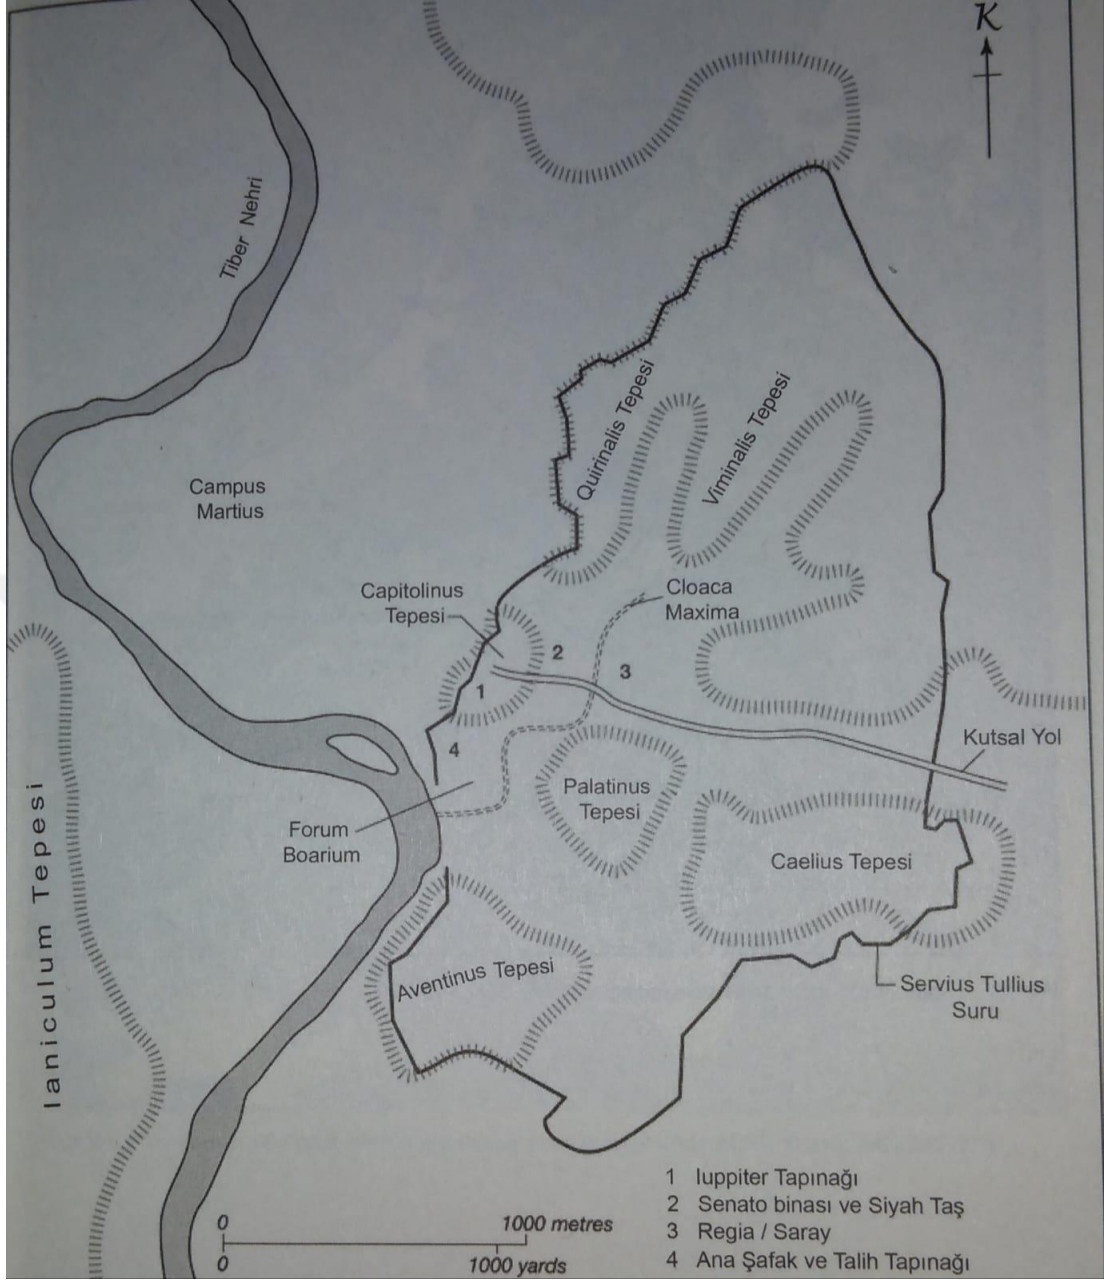 K
Tiber Nehri
Quirinalis Tepesi
Viminalis Tepesi
Campus
Martius
Capitolinus
Tepesi
Cloaca
Maxima
2
3
1
4
Kutsal Yol
Palatinus
Tepesi
Forum
Boarium
Caelius Tepesi
Ianiculum Tepesi
Aventinus Tepesi
Servius Tullius
Suru
1 Iuppiter Tapınağı
2 Senato binası ve Siyah Taş
3 Regia / Saray
4 Ana Şafak ve Talih Tapınağı
0 1000 metres
0 1000 yards